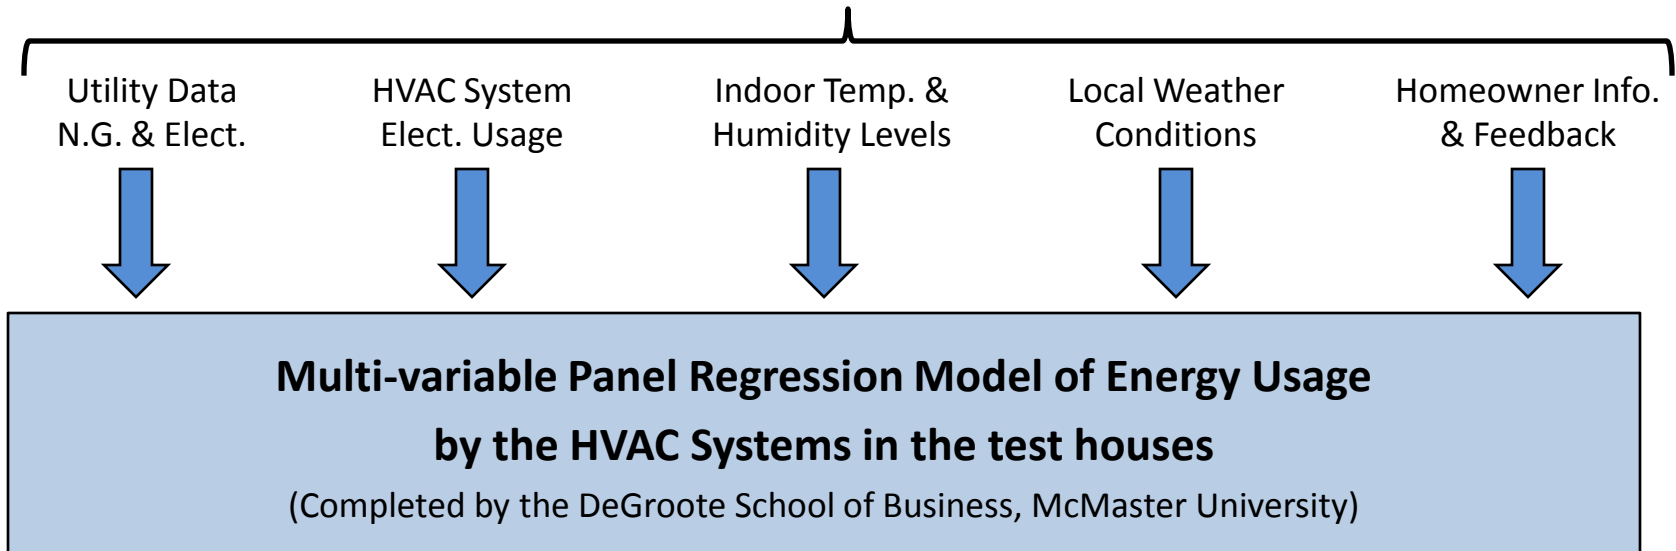 Utility Data
N.G. & Elect.
HVAC System
Elect. Usage
Indoor Temp. &
Humidity Levels
Local Weather
Conditions
Homeowner Info.
& Feedback
Multi-variable Panel Regression Model of Energy Usage
by the HVAC Systems in the test houses
(Completed by the DeGroote School of Business, McMaster University)